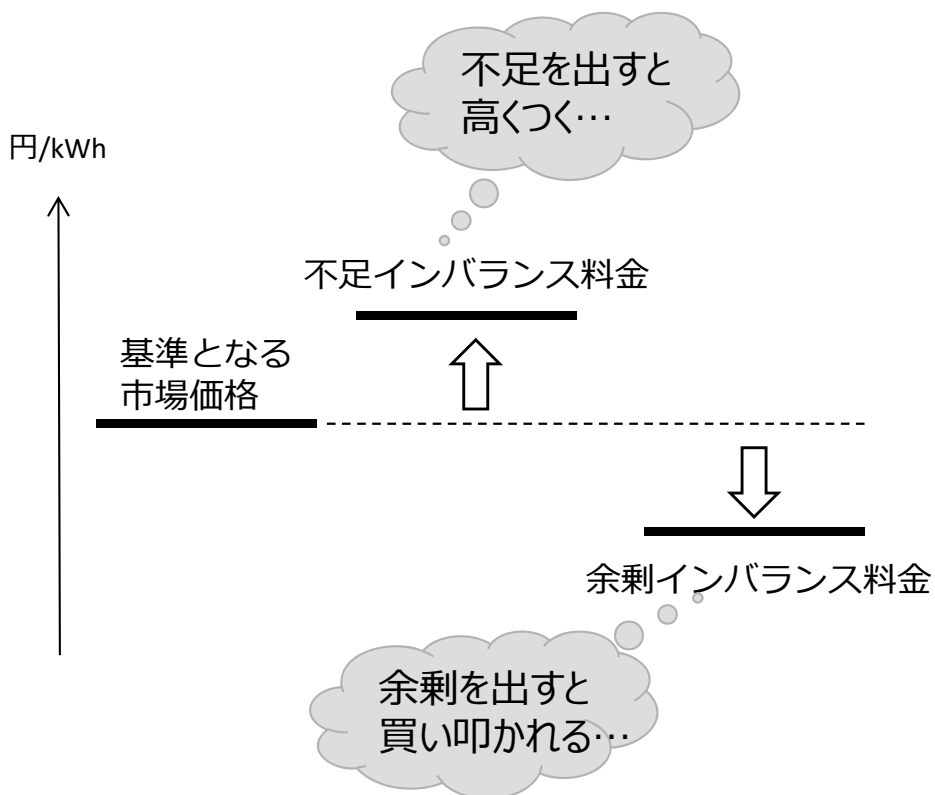 不足を出すと
高くつく…
円/kWh
不足インバランス料金
基準となる
市場価格
余剰インバランス料金
余剰を出すと
買い叩かれる…